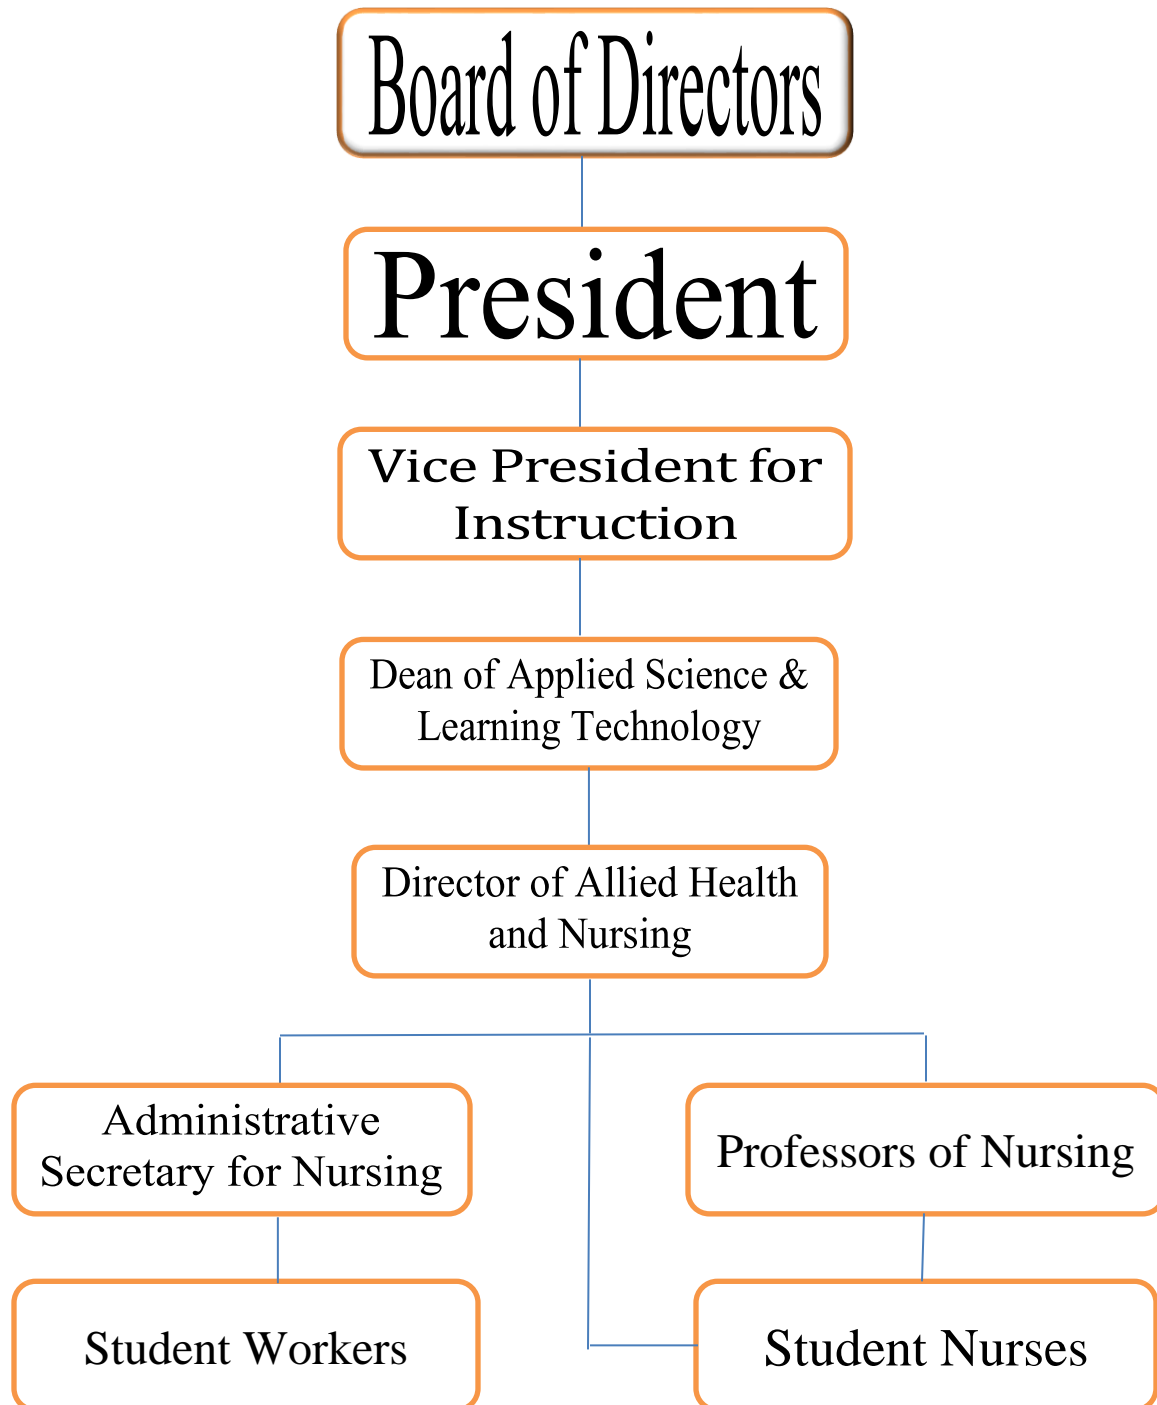 Board of Directors
President
Vice President for
Instruction
Dean of Applied Science &
Learning Technology
Director of Allied Health
and Nursing
Administrative
Secretary for Nursing
Professors of Nursing
Student Workers
Student Nurses